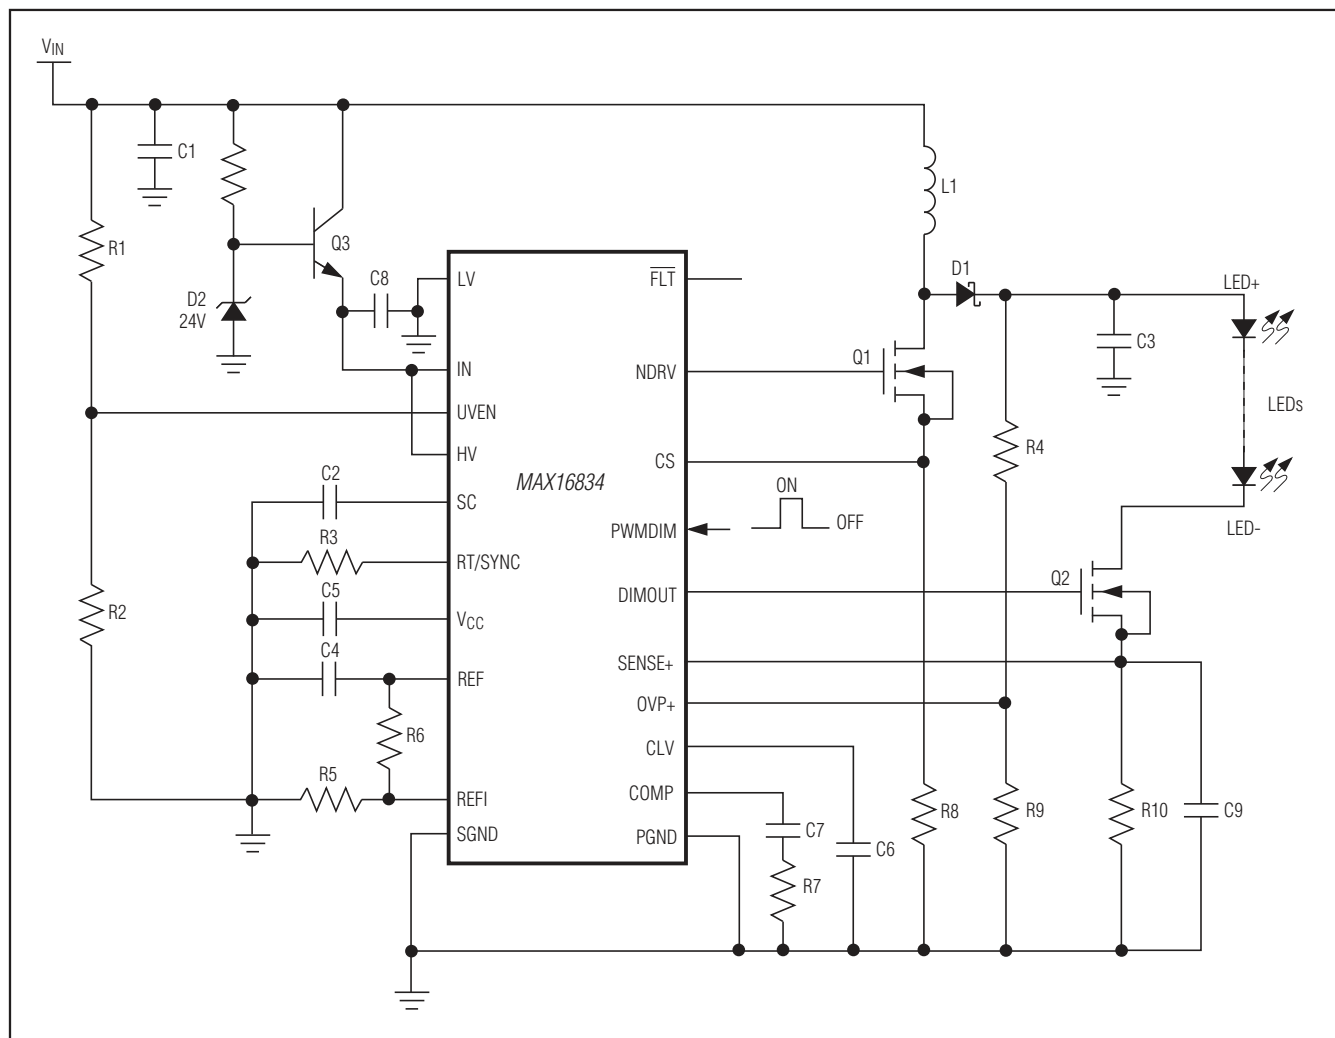 VIN
C1
L1
R1
Q3
D2
24V
C8
LV
FLT
D1
LED+
C3
Q1
IN
NDRV
UVEN
LEDs
HV
CS
R4
MAX16834
C2
SC
ON
OFF
PWMDIM
LED-
R3
RT/SYNC
Q2
C5
DIMOUT
R2
VCC
C4
SENSE+
REF
OVP+
R6
CLV
R5
REFI
COMP
R8
R9
R10
C9
SGND
PGND
C7
C6
R7